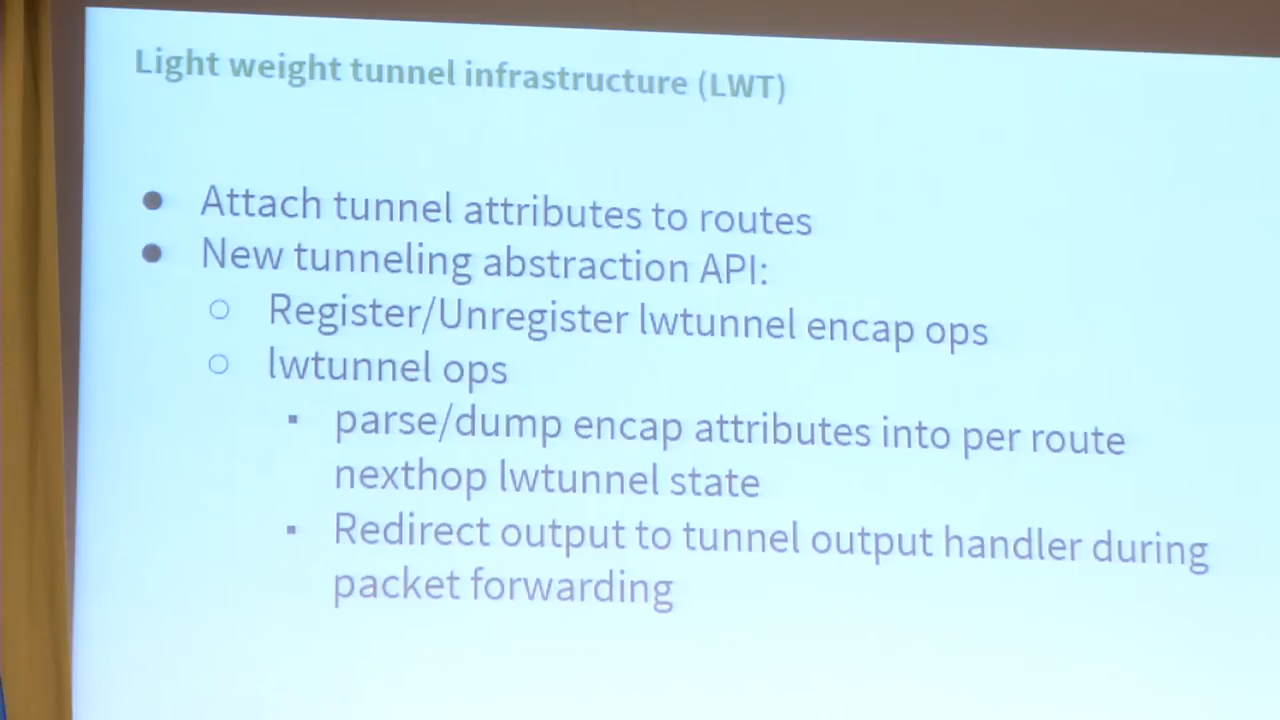 Light weight tunnel infrastructure (LWT)
● Attach tunnel attributes to routes
● New tunneling abstraction API:
○ Register/Unregister lwtunnel encap ops
○ lwtunnel ops
▪ parse/dump encap attributes into per route
nexthop lwtunnel state
▪ Redirect output to tunnel output handler during
packet forwarding